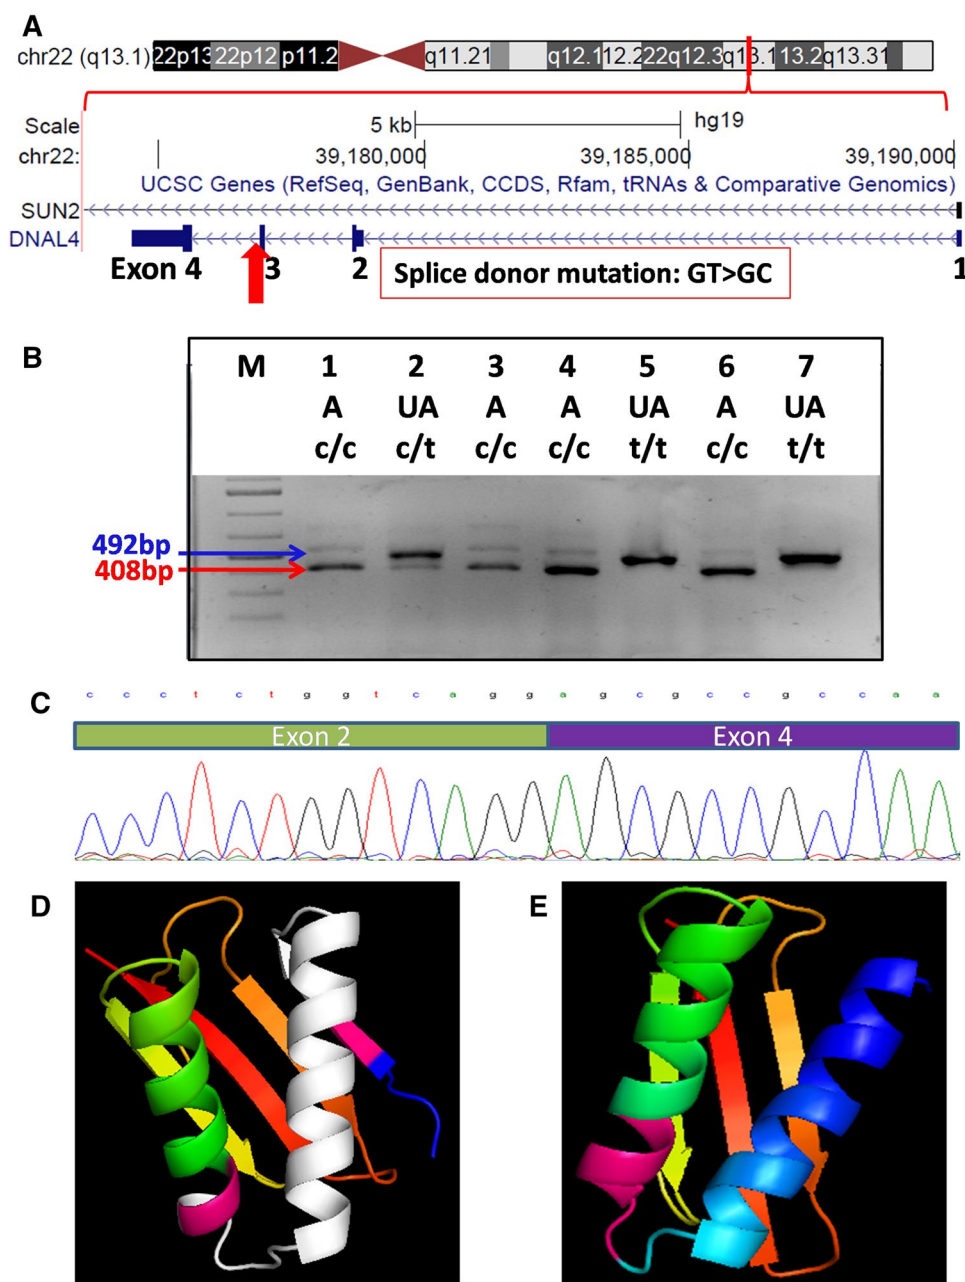 A
chr22 (q13.1) 22p13 22p12 p11.2 q11.21 q12.1 12.2 22q12.3 q13.1 13.2 q13.31
Scale 5 kb hg19
chr22: 39,180,000 39,185,000 39,190,000
UCSC Genes (RefSeq, GenBank, CCDS, Rfam, tRNAs & Comparative Genomics)
SUN2
DNAL4
Exon 4 3 2 1
Splice donor mutation: GT>GC
B
M 1 2 3 4 5 6 7
A UA A A UA A UA
c/c c/t c/c c/c t/t c/c t/t
492bp
408bp
C
c c c t c t g g t c a g g a g c g c c g c c a a
Exon 2 Exon 4
D E